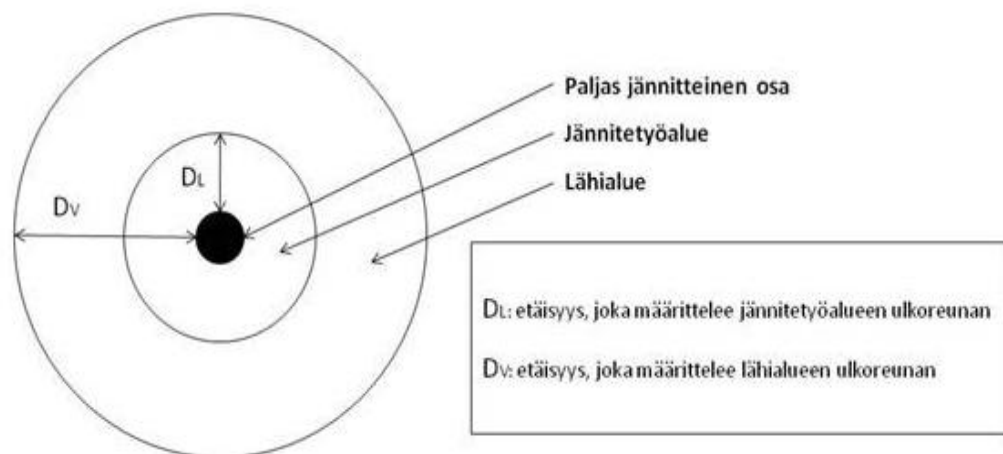 Paljas jännitteinen osa
Jännitetyöalue
Lähialue
DL
DV
DL: etäisyys, joka määrittelee jännitetyöalueen ulkoreunan
DV: etäisyys, joka määrittelee lähialueen ulkoreunan